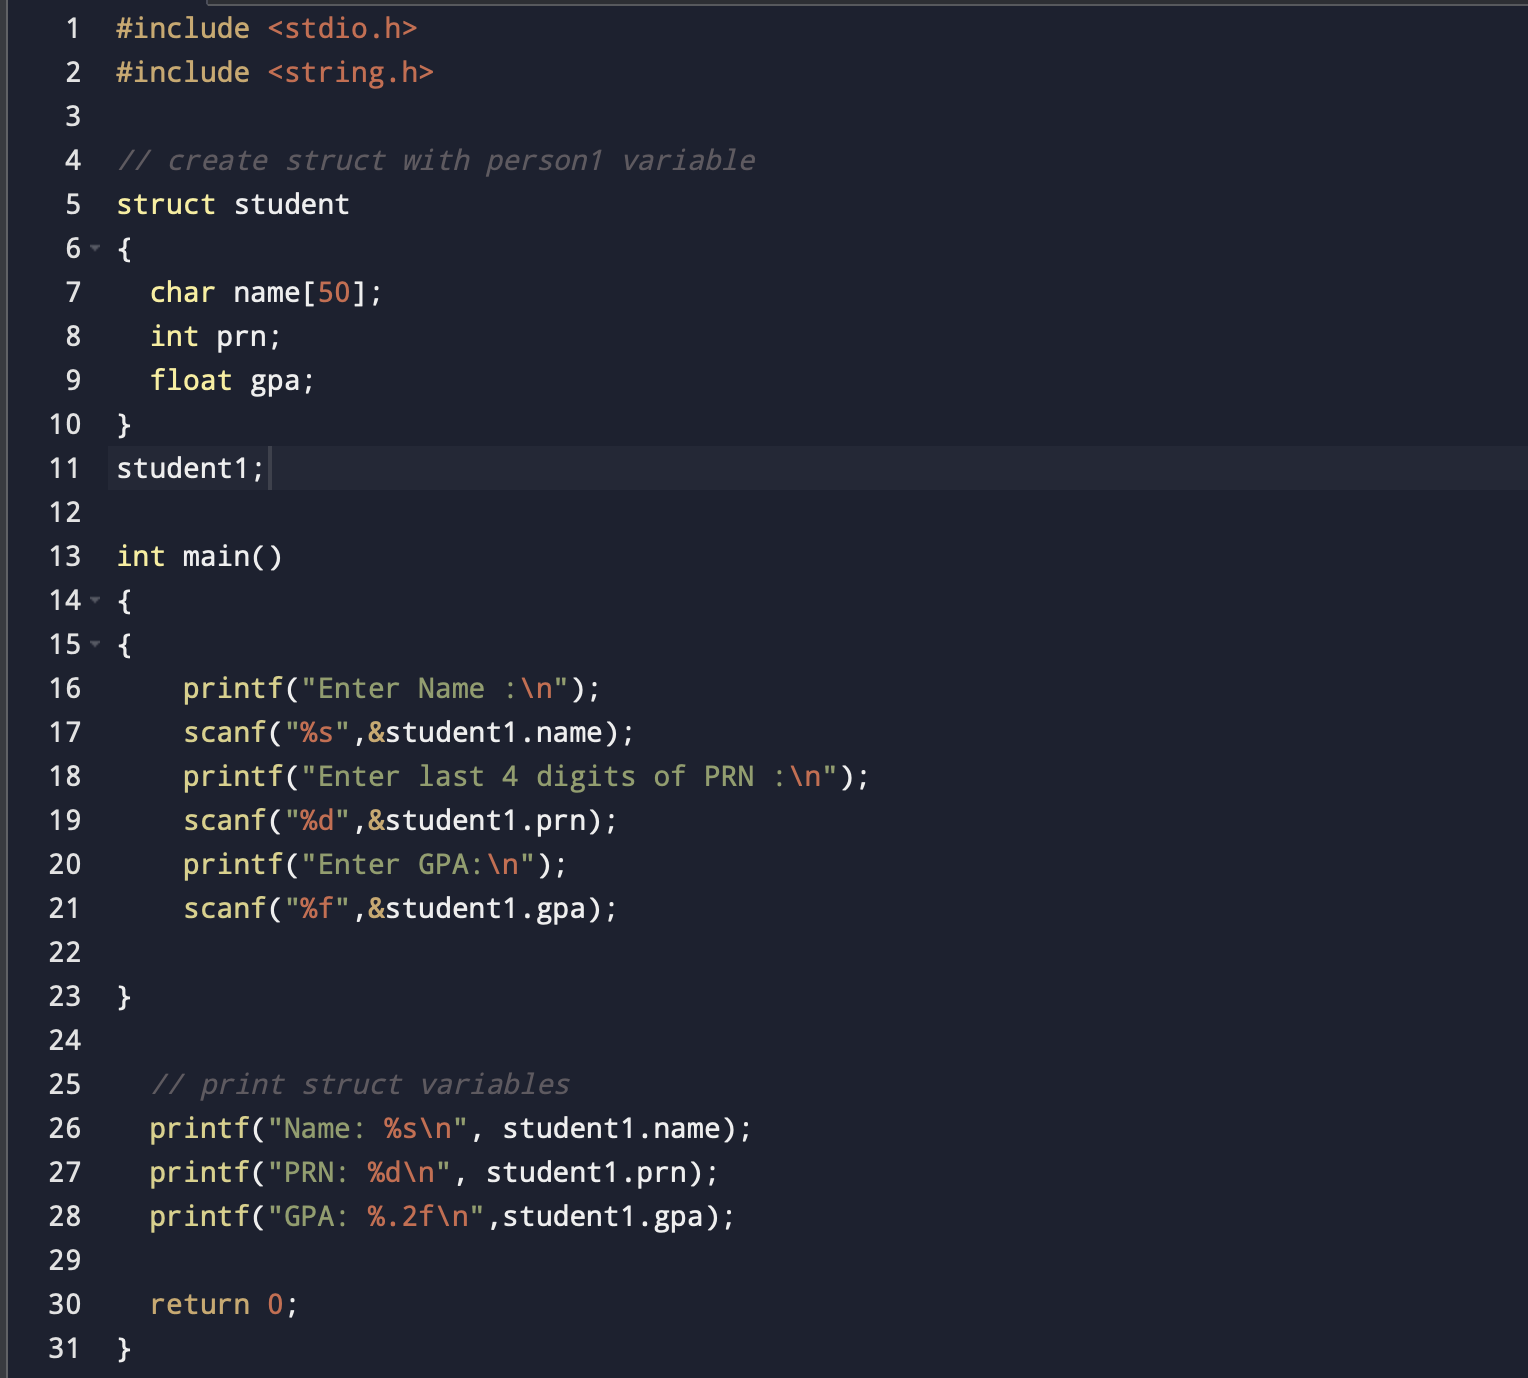 1 #include <stdio.h>
2 #include <string.h>
3
4 // create struct with person1 variable
5 struct student
6 {
7   char name[50];
8   int prn;
9   float gpa;
10 }
11 student1;
12
13 int main()
14 {
15 {
16     printf("Enter Name :\n");
17     scanf("%s",&student1.name);
18     printf("Enter last 4 digits of PRN :\n");
19     scanf("%d",&student1.prn);
20     printf("Enter GPA:\n");
21     scanf("%f",&student1.gpa);
22
23 }
24
25   // print struct variables
26   printf("Name: %s\n", student1.name);
27   printf("PRN: %d\n", student1.prn);
28   printf("GPA: %.2f\n",student1.gpa);
29
30   return 0;
31 }